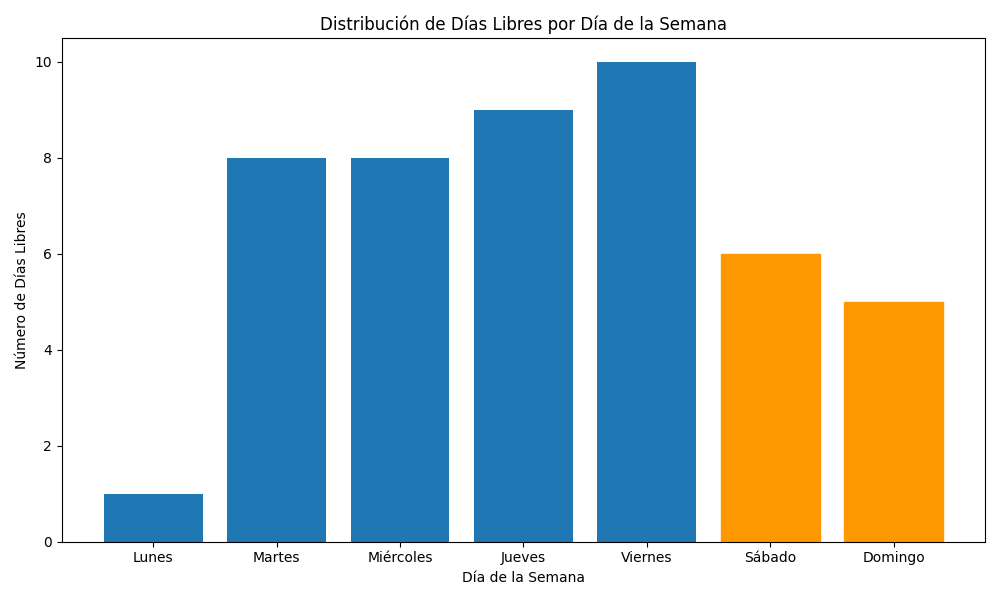 Distribución de Días Libres por Día de la Semana
Número de Días Libres
10
8
6
4
2
0
Lunes Martes Miércoles Jueves Viernes Sábado Domingo
Día de la Semana